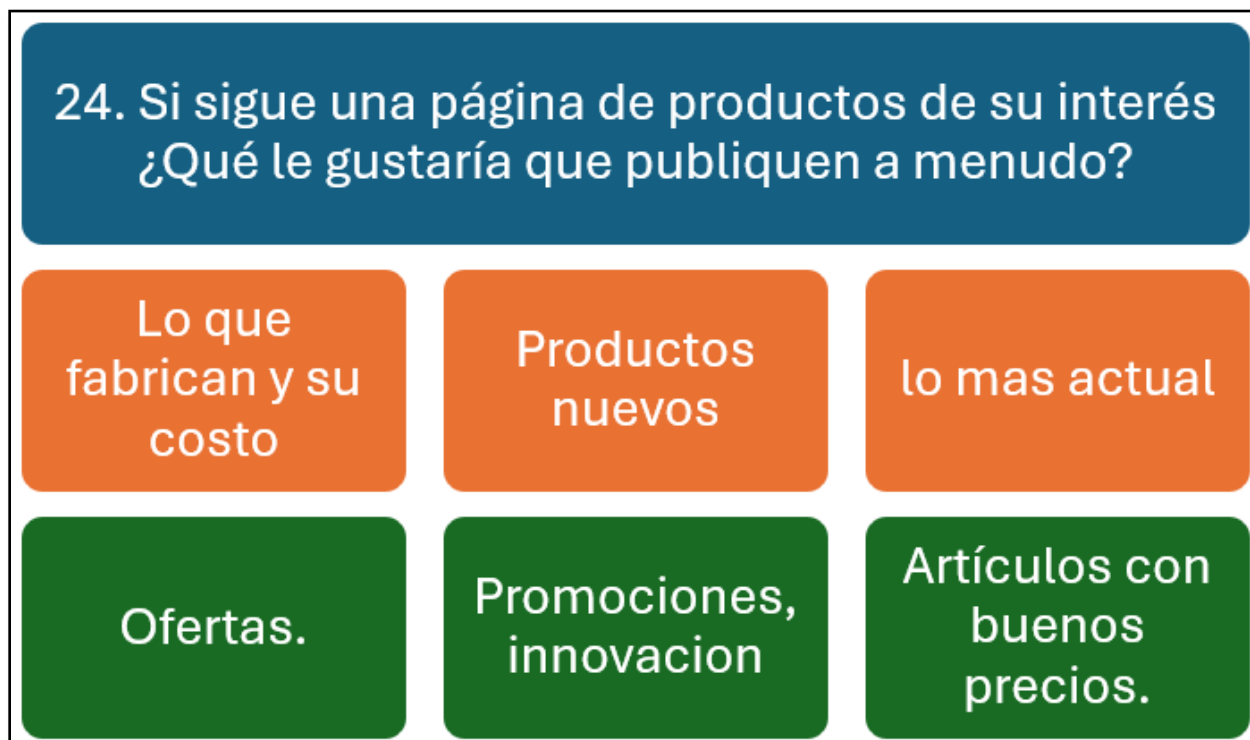 24. Si sigue una página de productos de su interés
¿Qué le gustaría que publiquen a menudo?
Lo que
fabrican y su
costo
Productos
nuevos
lo mas actual
Ofertas.
Promociones,
innovacion
Artículos con
buenos
precios.